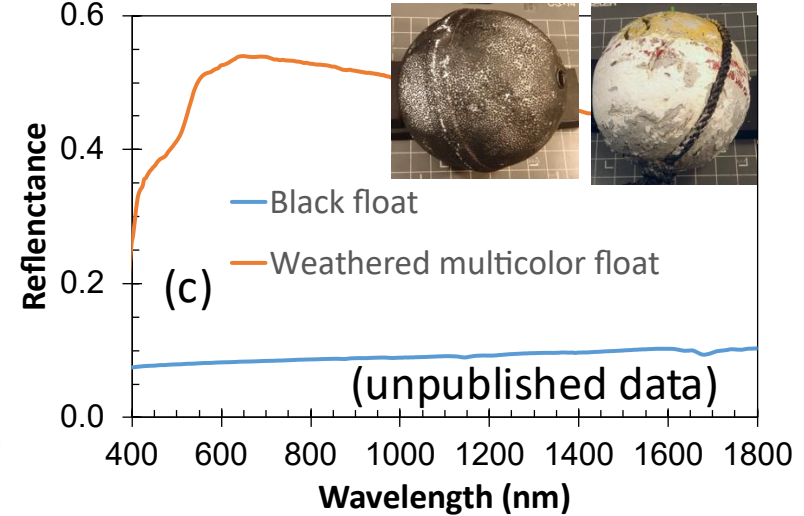 0.6
0.4
0.2
0.0
Reflenctance
Black float
Weathered multicolor float
(c)
(unpublished data)
400 600 800 1000 1200 1400 1600 1800
Wavelength (nm)